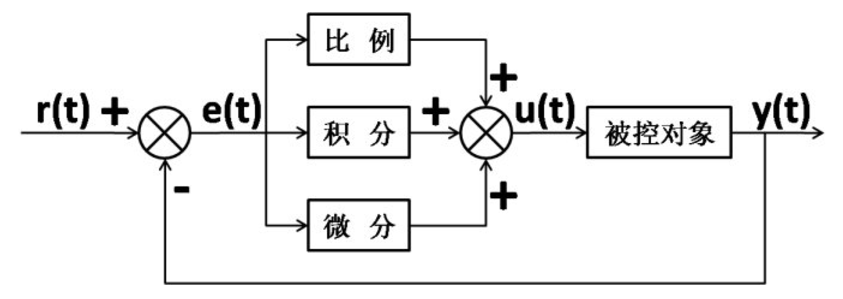 比 例
+
r(t) + e(t) 积 分 + u(t) 被控对象 y(t)
-
+
微 分